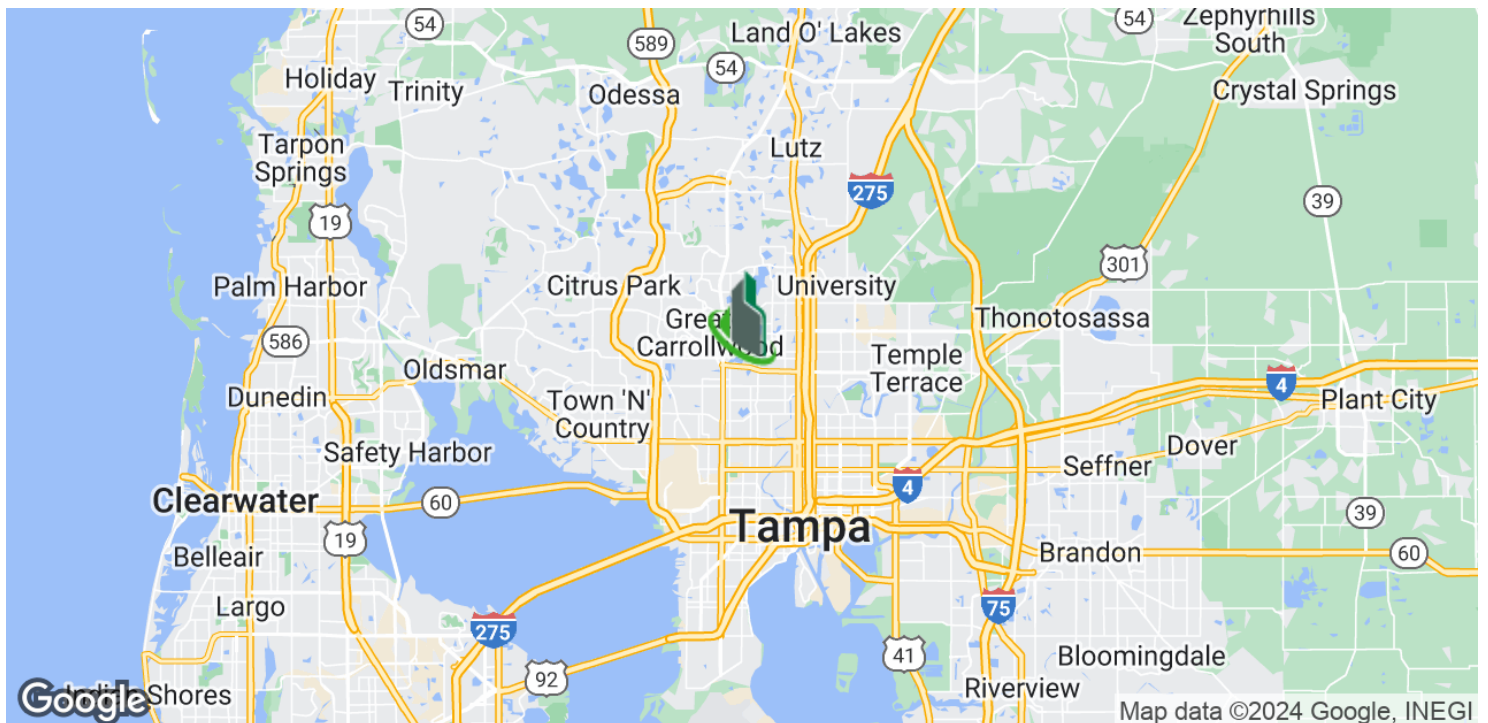 54
589
Land O' Lakes
54
54
Zephyrhills
South
Holiday
Trinity
Odessa
Crystal Springs
Tarpon
Springs
Lutz
275
39
19
301
Palm Harbor
Citrus Park
University
Thonotosassa
Carrollwood
586
Oldsmar
Temple
Terrace
4
Dunedin
Town 'N'
Country
Plant City
Safety Harbor
Dover
Seffner
Clearwater
60
4
39
19
Tampa
Belleair
Brandon
60
Largo
275
75
92
41
Bloomingdale
Riverview
Shores
Google
Map data ©2024 Google, INEGI